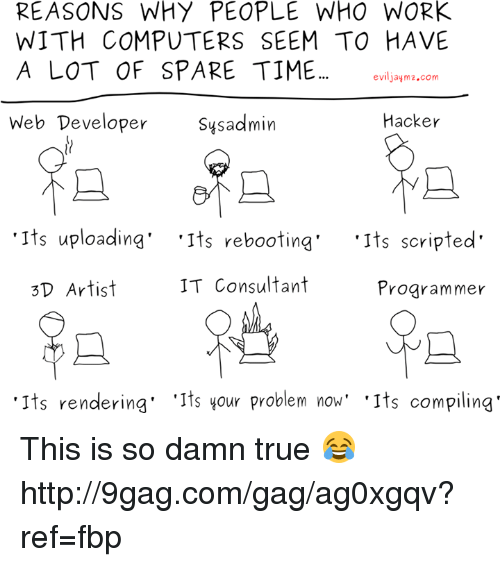 REASONS WHY PEOPLE WHO WORK
WITH COMPUTERS SEEM TO HAVE
A LOT OF SPARE TIME... eviljaymz.com
Web Developer Sysadmin Hacker
'Its uploading' 'Its rebooting' 'Its scripted'
3D Artist IT Consultant Programmer
'Its rendering' 'Its your problem now' 'Its compiling'
This is so damn true 😂
http://9gag.com/gag/ag0xgqv?
ref=fbp